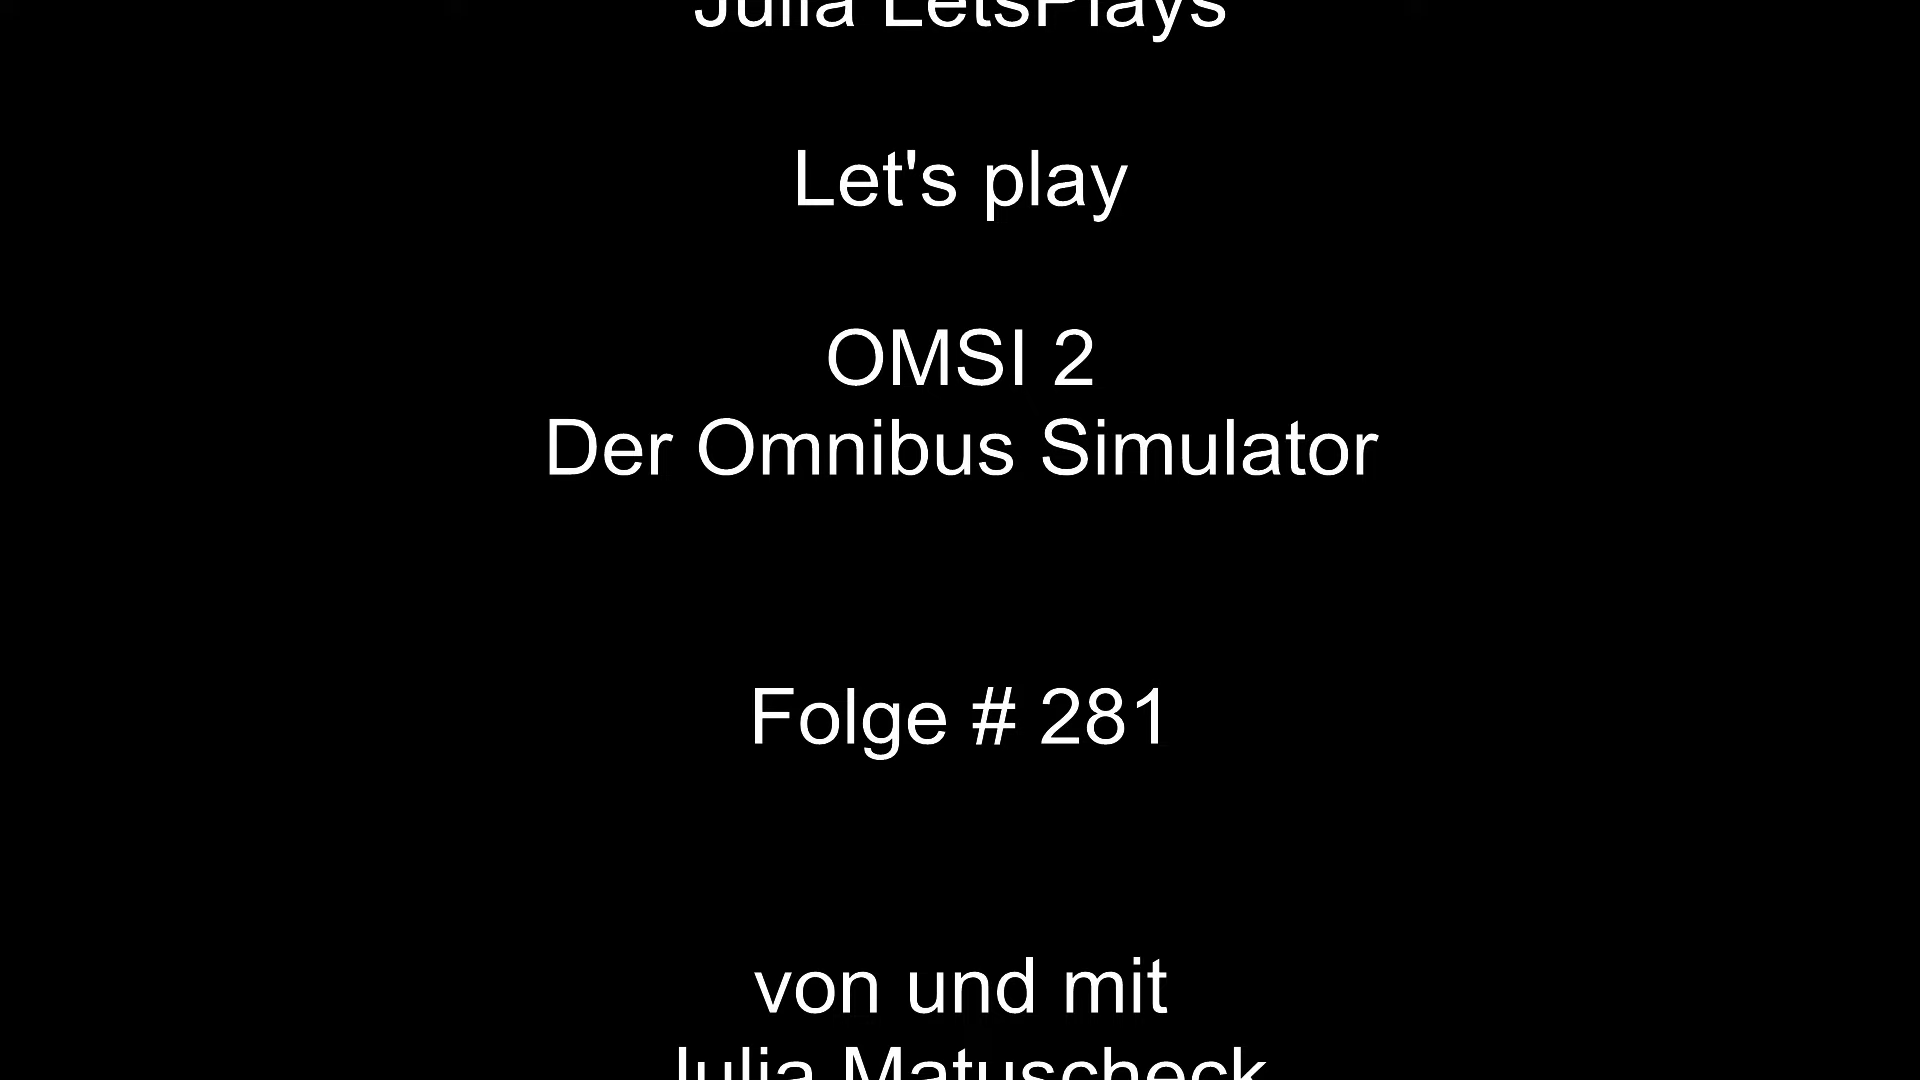 Julia LetsPlays
Let's play
OMSI 2
Der Omnibus Simulator
Folge # 281
von und mit
Julia Matuscheck